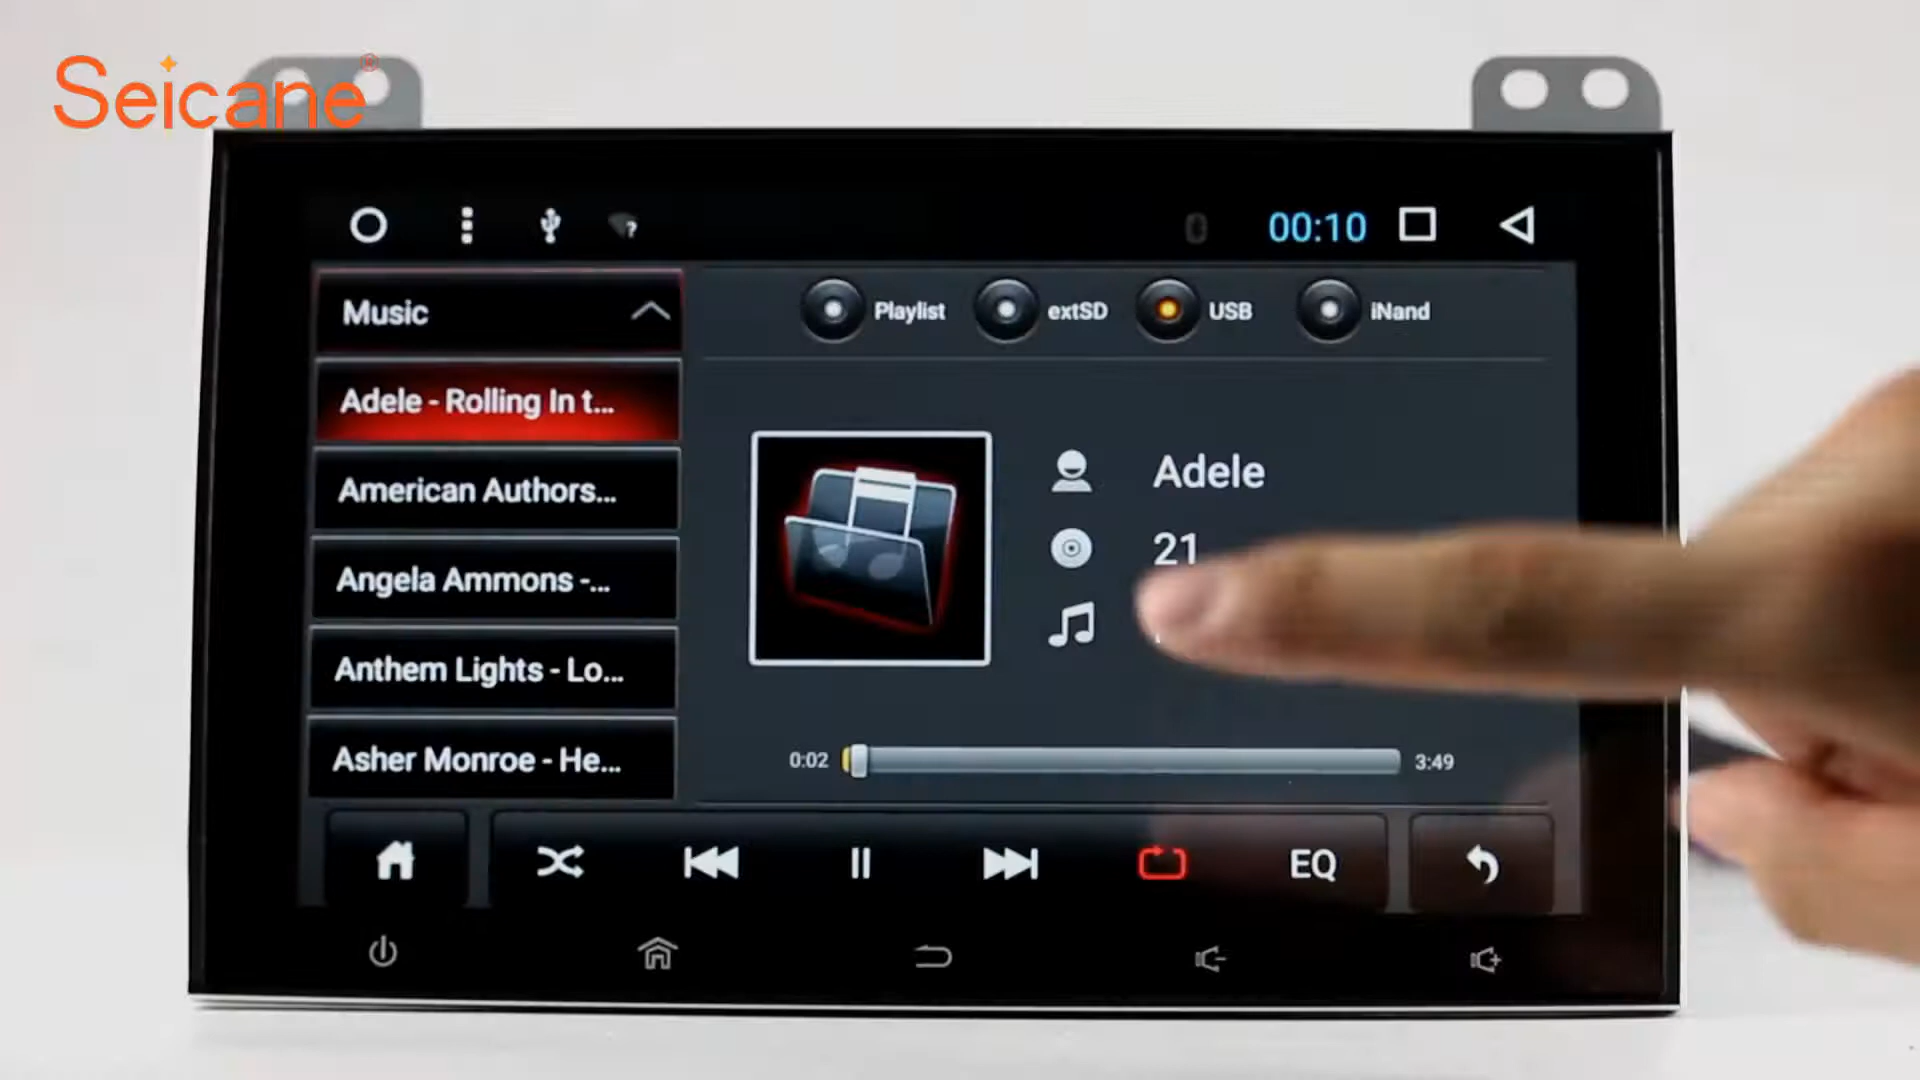 Seicane®
00:10
Music
Playlist
extSD
USB
iNand
Adele - Rolling In t...
American Authors...
Angela Ammons -...
Anthem Lights - Lo...
Asher Monroe - He...
Adele
21
0:02
3:49
EQ